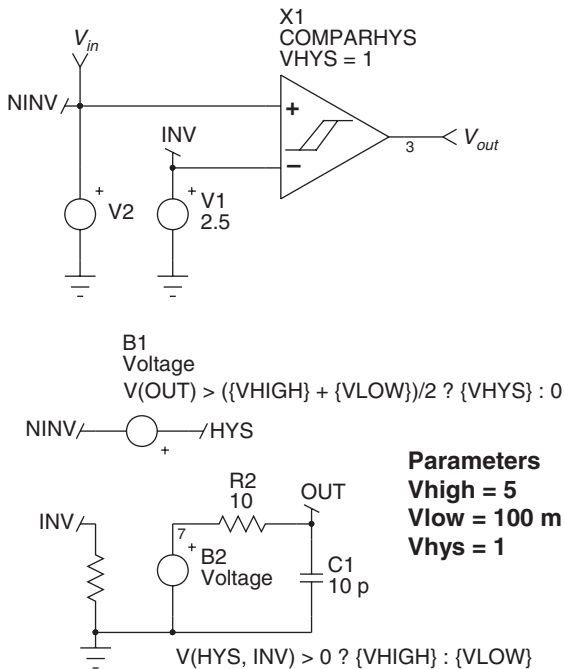 X1
COMPARHYS
VHYS = 1
Vin
NINV
+
INV
−
3
Vout
+
V2
+
V1
2.5
B1
Voltage
V(OUT) > ({VHIGH} + {VLOW})/2 ? {VHYS} : 0
NINV
HYS
+
Parameters
Vhigh = 5
Vlow = 100 m
Vhys = 1
R2
10
OUT
INV
7
+
B2
Voltage
C1
10 p
V(HYS, INV) > 0 ? {VHIGH} : {VLOW}